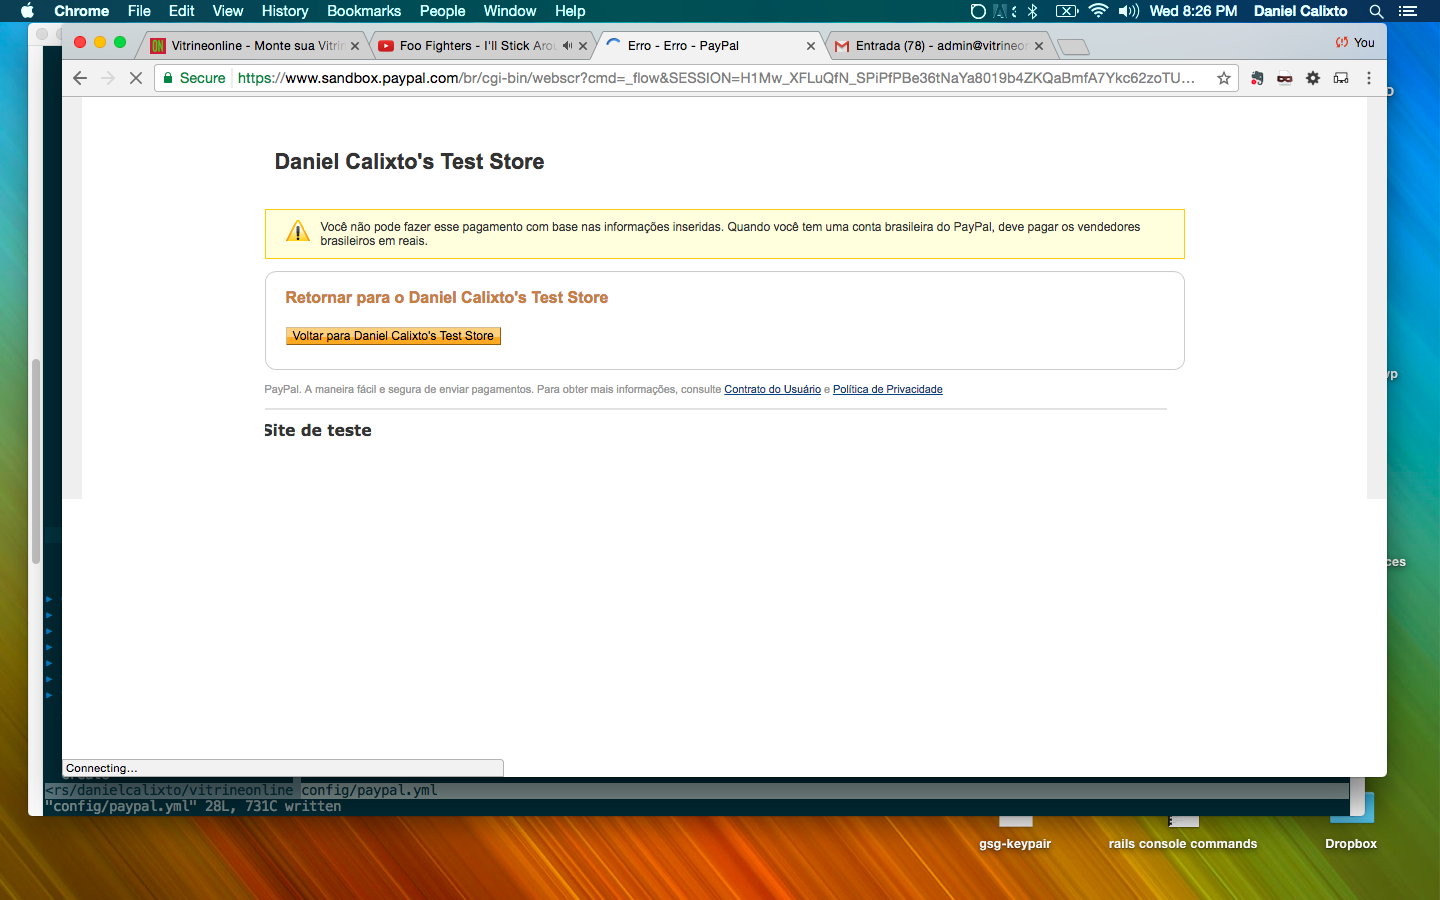 Chrome File Edit View History Bookmarks People Window Help Wed 8:26 PM Daniel Calixto
Vitrineonline - Monte sua Vitrin Foo Fighters - I'll Stick Arou Erro - Erro - PayPal Entrada (78) - admin@vitrineon You
Secure https://www.sandbox.paypal.com/br/cgi-bin/webscr?cmd=_flow&SESSION=H1Mw_XFLuQfN_SPiPfPBe36tNaYa8019b4ZKQaBmfA7Ykc62zoTU...
Daniel Calixto's Test Store
Você não pode fazer esse pagamento com base nas informações inseridas. Quando você tem uma conta brasileira do PayPal, deve pagar os vendedores
brasileiros em reais.
Retornar para o Daniel Calixto's Test Store
Voltar para Daniel Calixto's Test Store
PayPal. A maneira fácil e segura de enviar pagamentos. Para obter mais informações, consulte Contrato do Usuário e Política de Privacidade
Site de teste
Connecting...
<rs/danielcalixto/vitrineonline config/paypal.yml
"config/paypal.yml" 28L, 731C written
gsg-keypair rails console commands Dropbox